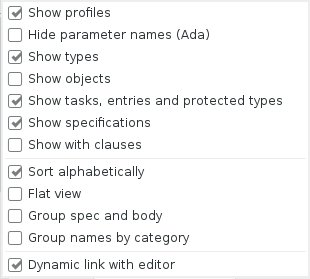 Show profiles
Hide parameter names (Ada)
Show types
Show objects
Show tasks, entries and protected types
Show specifications
Show with clauses
Sort alphabetically
Flat view
Group spec and body
Group names by category
Dynamic link with editor